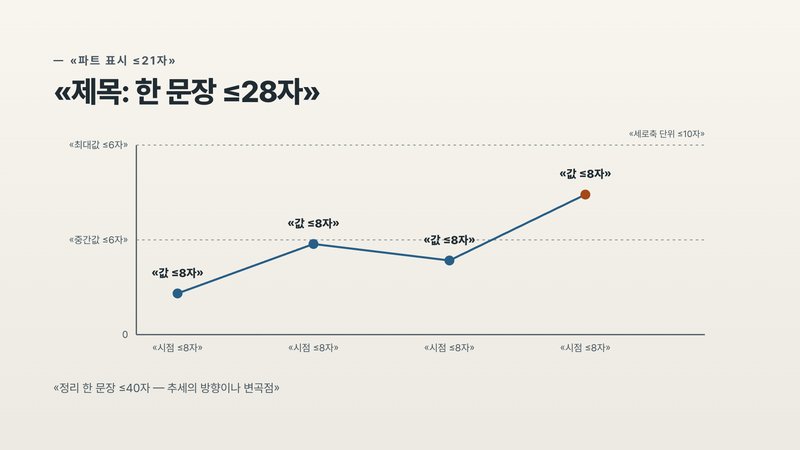 — «파트 표시 ≤21자»
«제목: 한 문장 ≤28자»
«세로축 단위 ≤10자»
«최대값 ≤6자»
«값 ≤8자»
«값 ≤8자»
«중간값 ≤6자»
«값 ≤8자»
«값 ≤8자»
0
«시점 ≤8자» «시점 ≤8자» «시점 ≤8자» «시점 ≤8자»
«정리 한 문장 ≤40자 — 추세의 방향이나 변곡점»